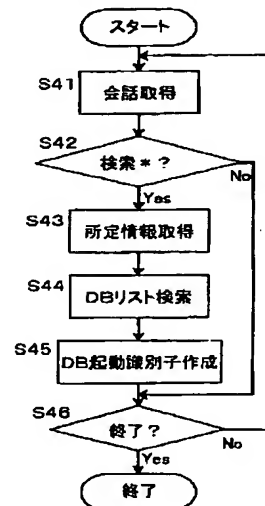 スタート
S41
会話取得
S42
検索*?
No
Yes
S43
所定情報取得
S44
DBリスト検索
S45
DB起動識別子作成
S46
終了?
No
Yes
終了